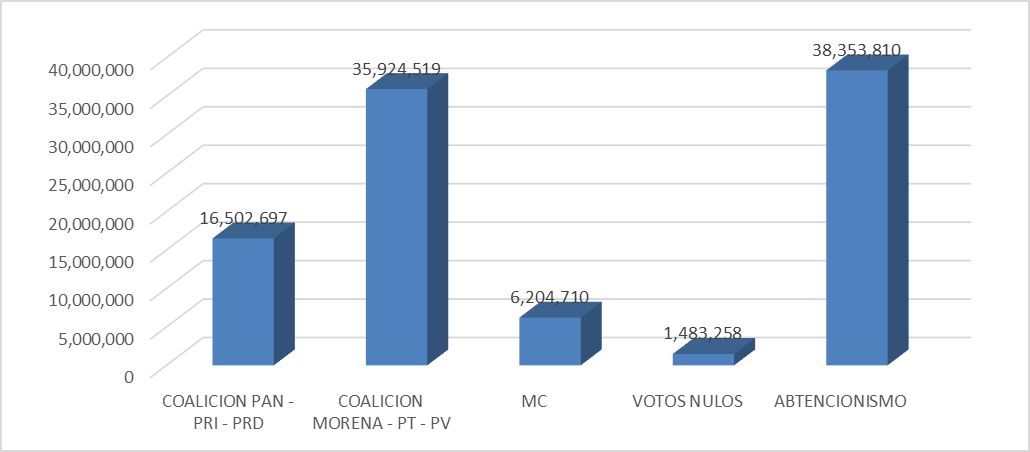 40,000,000
35,000,000
30,000,000
25,000,000
20,000,000
15,000,000
10,000,000
5,000,000
0
16,502,697
35,924,519
6,204,710
1,483,258
38,353,810
COALICION PAN -
PRI - PRD
COALICION
MORENA - PT - PV
MC
VOTOS NULOS
ABTENCIONISMO